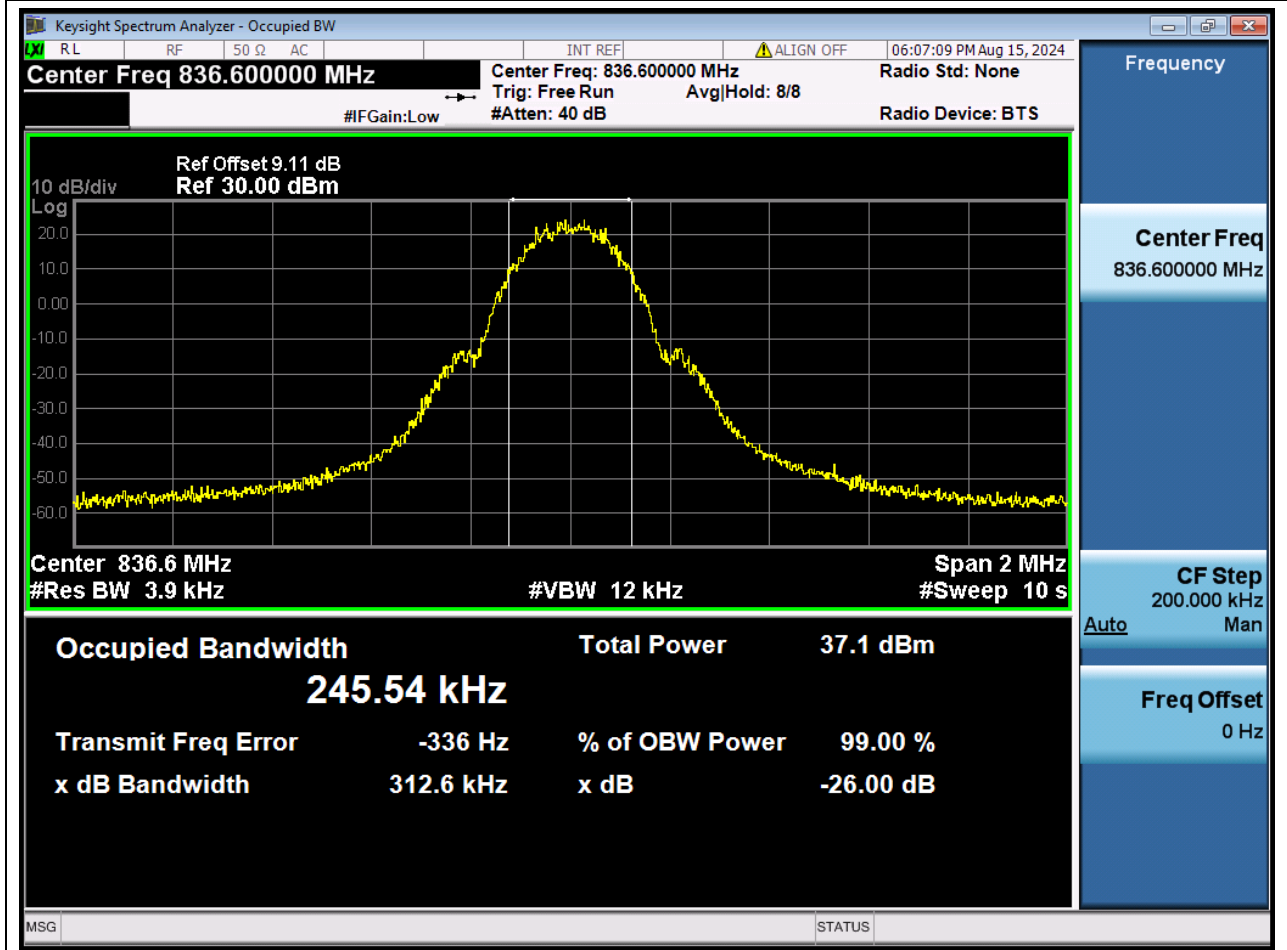 Keysight Spectrum Analyzer - Occupied BW
LXI RL RF 50 Ω AC INT REF ALIGN OFF 06:07:09 PM Aug 15, 2024
Center Freq 836.600000 MHz
Center Freq: 836.600000 MHz Radio Std: None
Trig: Free Run Avg|Hold: 8/8
#IFGain:Low #Atten: 40 dB Radio Device: BTS
Ref Offset 9.11 dB
10 dB/div Ref 30.00 dBm
Log
20.0
10.0
0.00
-10.0
-20.0
-30.0
-40.0
-50.0
-60.0
Center 836.6 MHz Span 2 MHz
#Res BW 3.9 kHz #VBW 12 kHz #Sweep 10 s
Occupied Bandwidth Total Power 37.1 dBm
245.54 kHz
Transmit Freq Error -336 Hz % of OBW Power 99.00 %
x dB Bandwidth 312.6 kHz x dB -26.00 dB
Frequency
Center Freq
836.600000 MHz
CF Step
200.000 kHz
Auto Man
Freq Offset
0 Hz
MSG STATUS